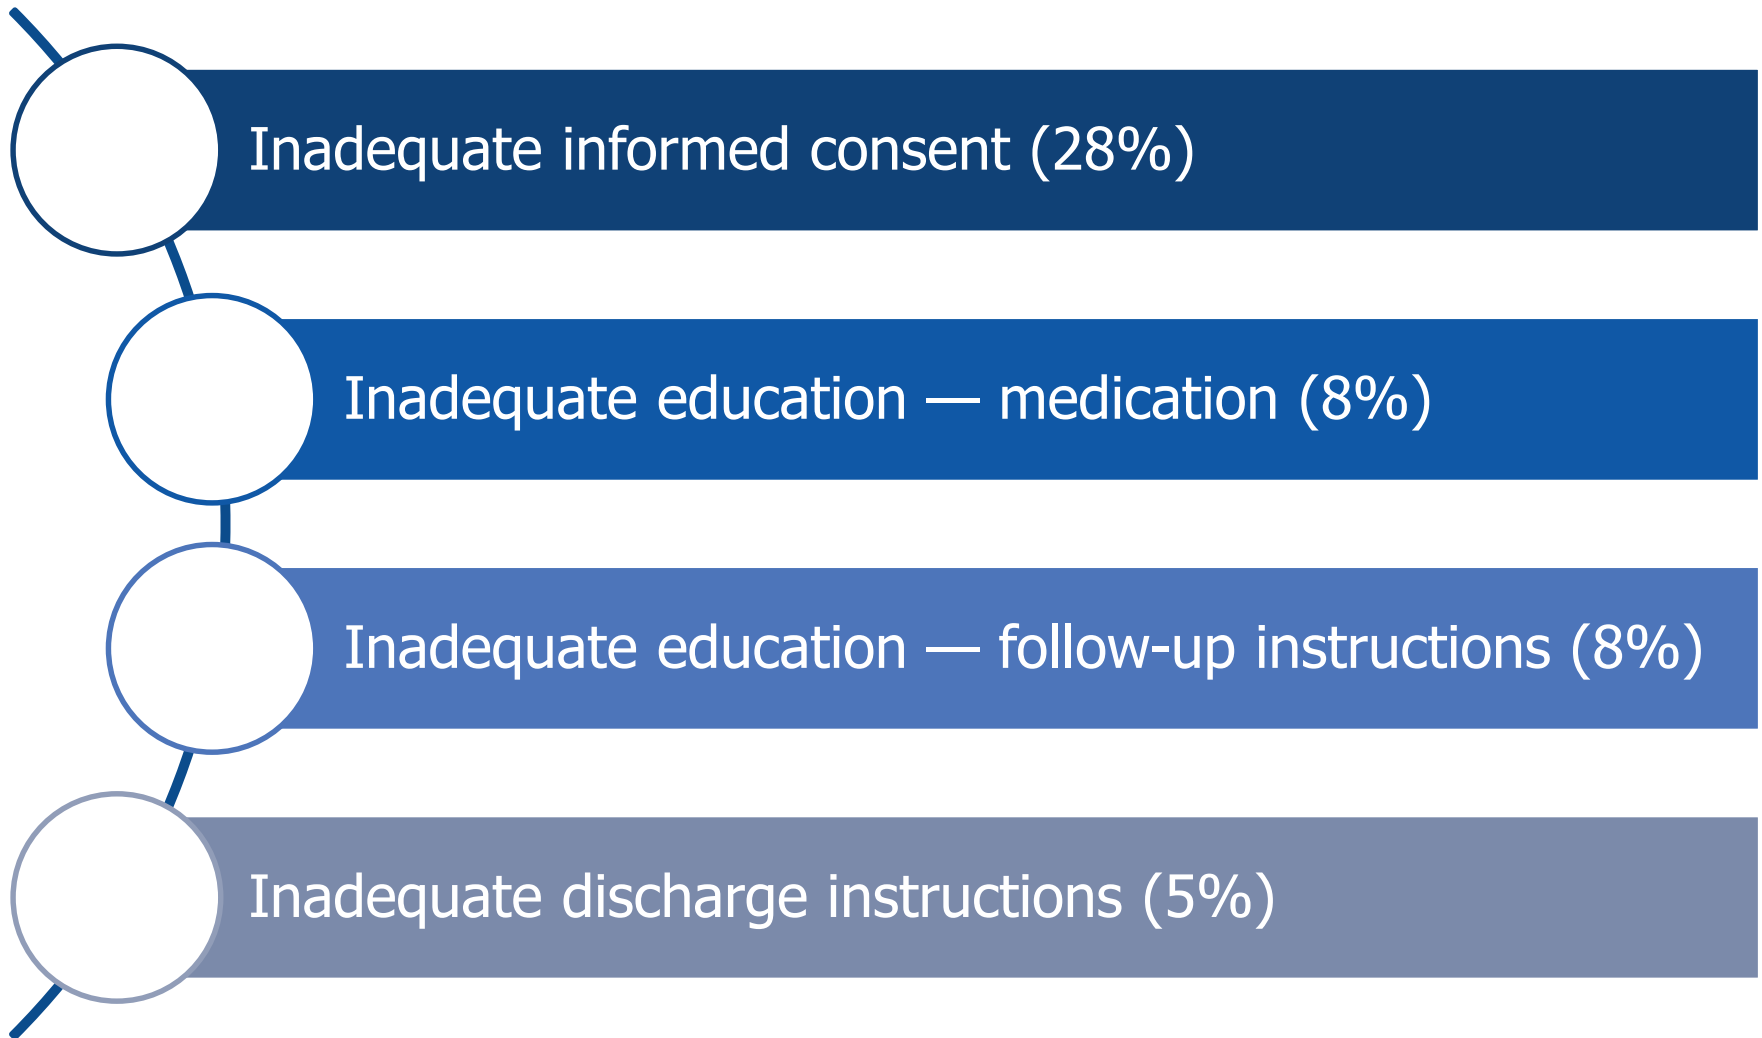 Inadequate informed consent (28%)
Inadequate education — medication (8%)
Inadequate education — follow-up instructions (8%)
Inadequate discharge instructions (5%)